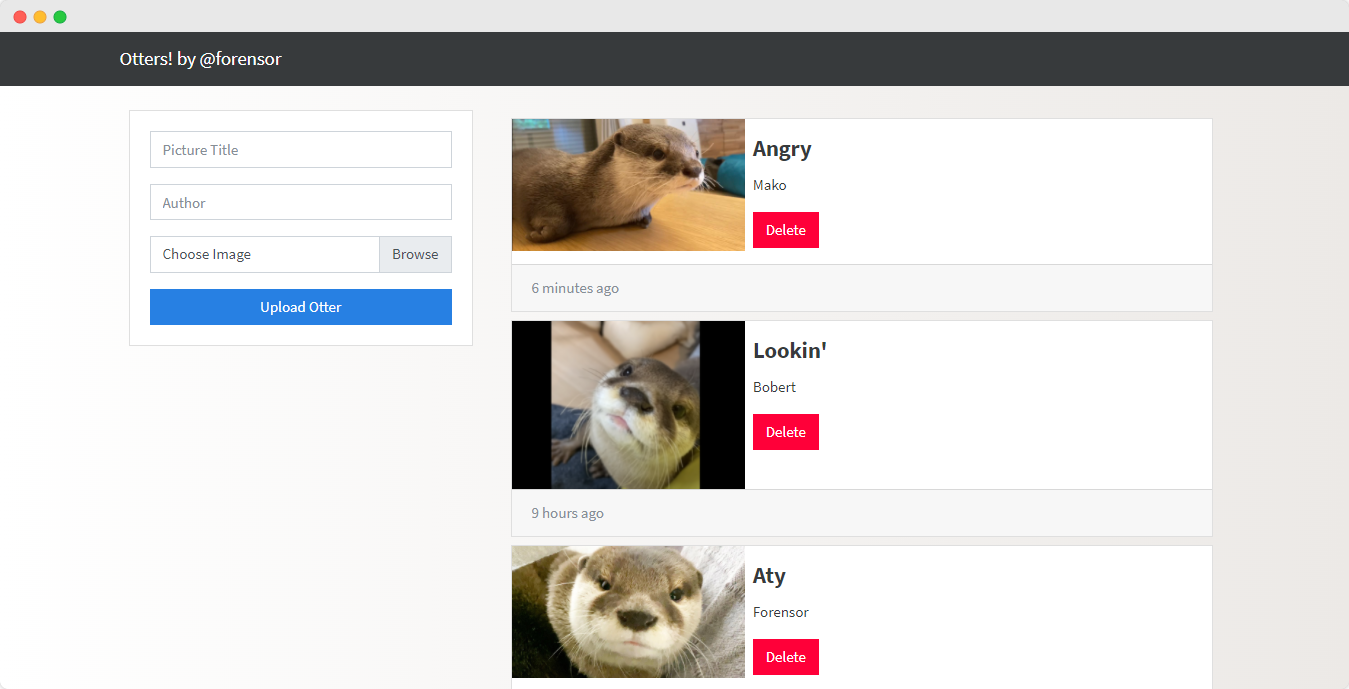 Otters! by @forensor
Picture Title
Author
Choose Image Browse
Upload Otter
Angry
Mako
Delete
6 minutes ago
Lookin'
Bobert
Delete
9 hours ago
Aty
Forensor
Delete